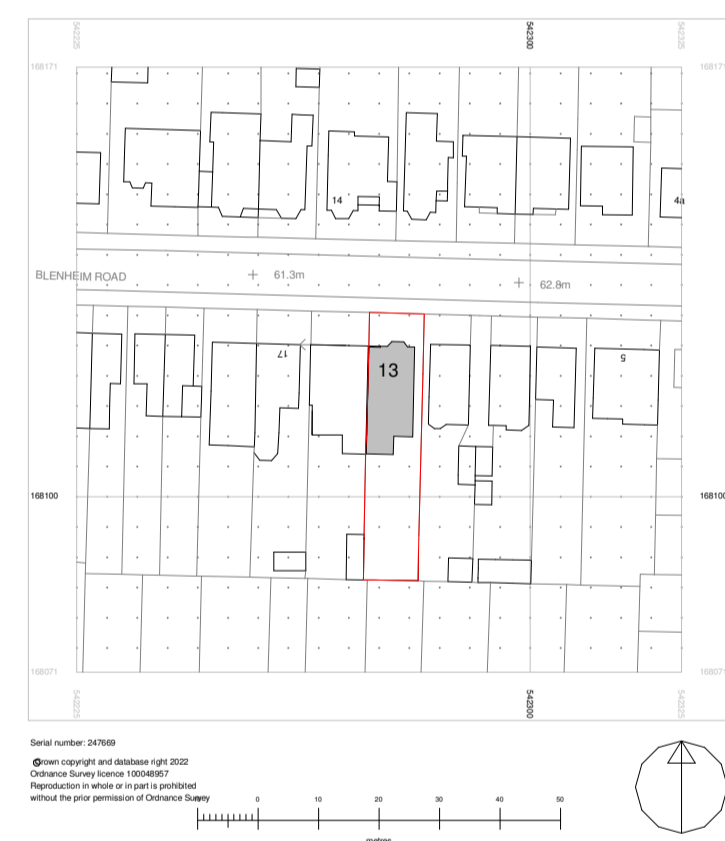 542225 542300 542325
168171 168171
14 4a
BLENHEIM ROAD 61.3m 62.8m
17 13 5
168100 168100
168071 168071
542225 542300 542325
Serial number: 247669
©rown copyright and database right 2022
Ordnance Survey licence 100048957
Reproduction in whole or in part is prohibited
without the prior permission of Ordnance Survey
0 10 20 30 40 50
metres